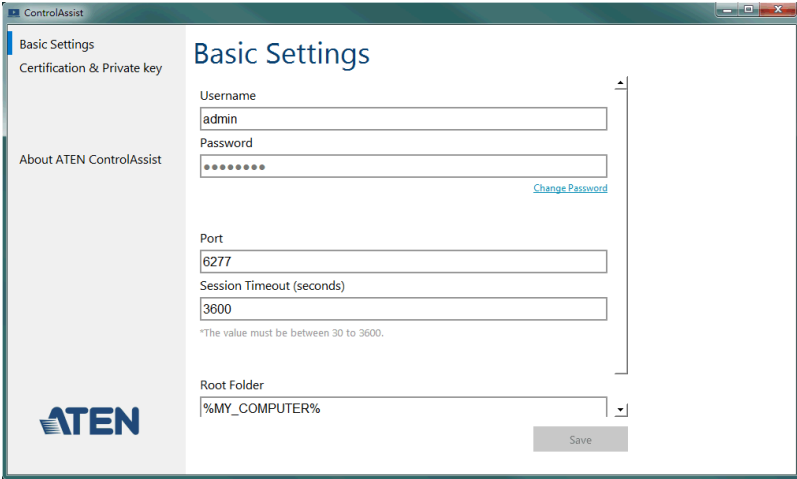 ControlAssist
Basic Settings
Certification & Private key
About ATEN ControlAssist
ATEN
Basic Settings
Username
admin
Password
Change Password
Port
6277
Session Timeout (seconds)
3600
*The value must be between 30 to 3600.
Root Folder
%MY_COMPUTER%
Save